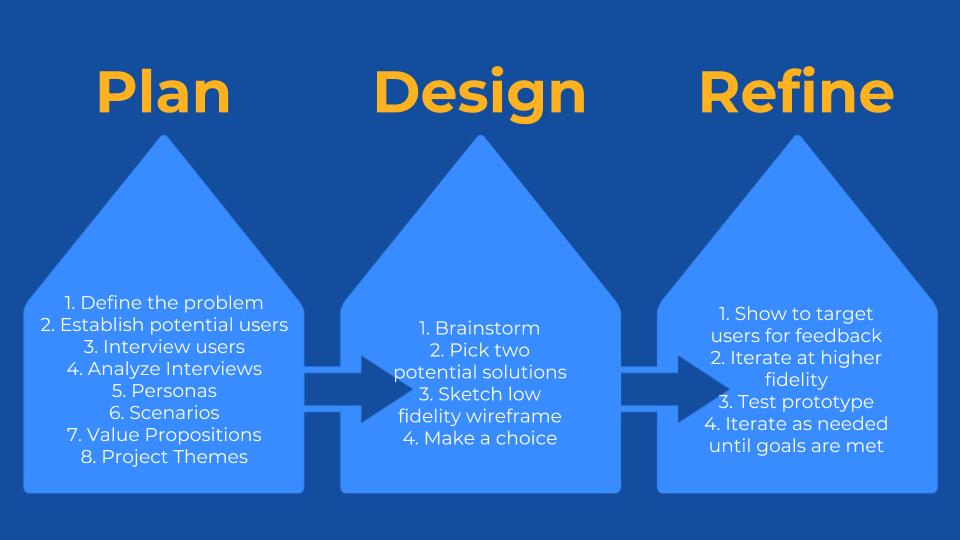 Plan
1. Define the problem
2. Establish potential users
3. Interview users
4. Analyze Interviews
5. Personas
6. Scenarios
7. Value Propositions
8. Project Themes
Design
1. Brainstorm
2. Pick two
potential solutions
3. Sketch low
fidelity wireframe
4. Make a choice
Refine
1. Show to target
users for feedback
2. Iterate at higher
fidelity
3. Test prototype
4. Iterate as needed
until goals are met